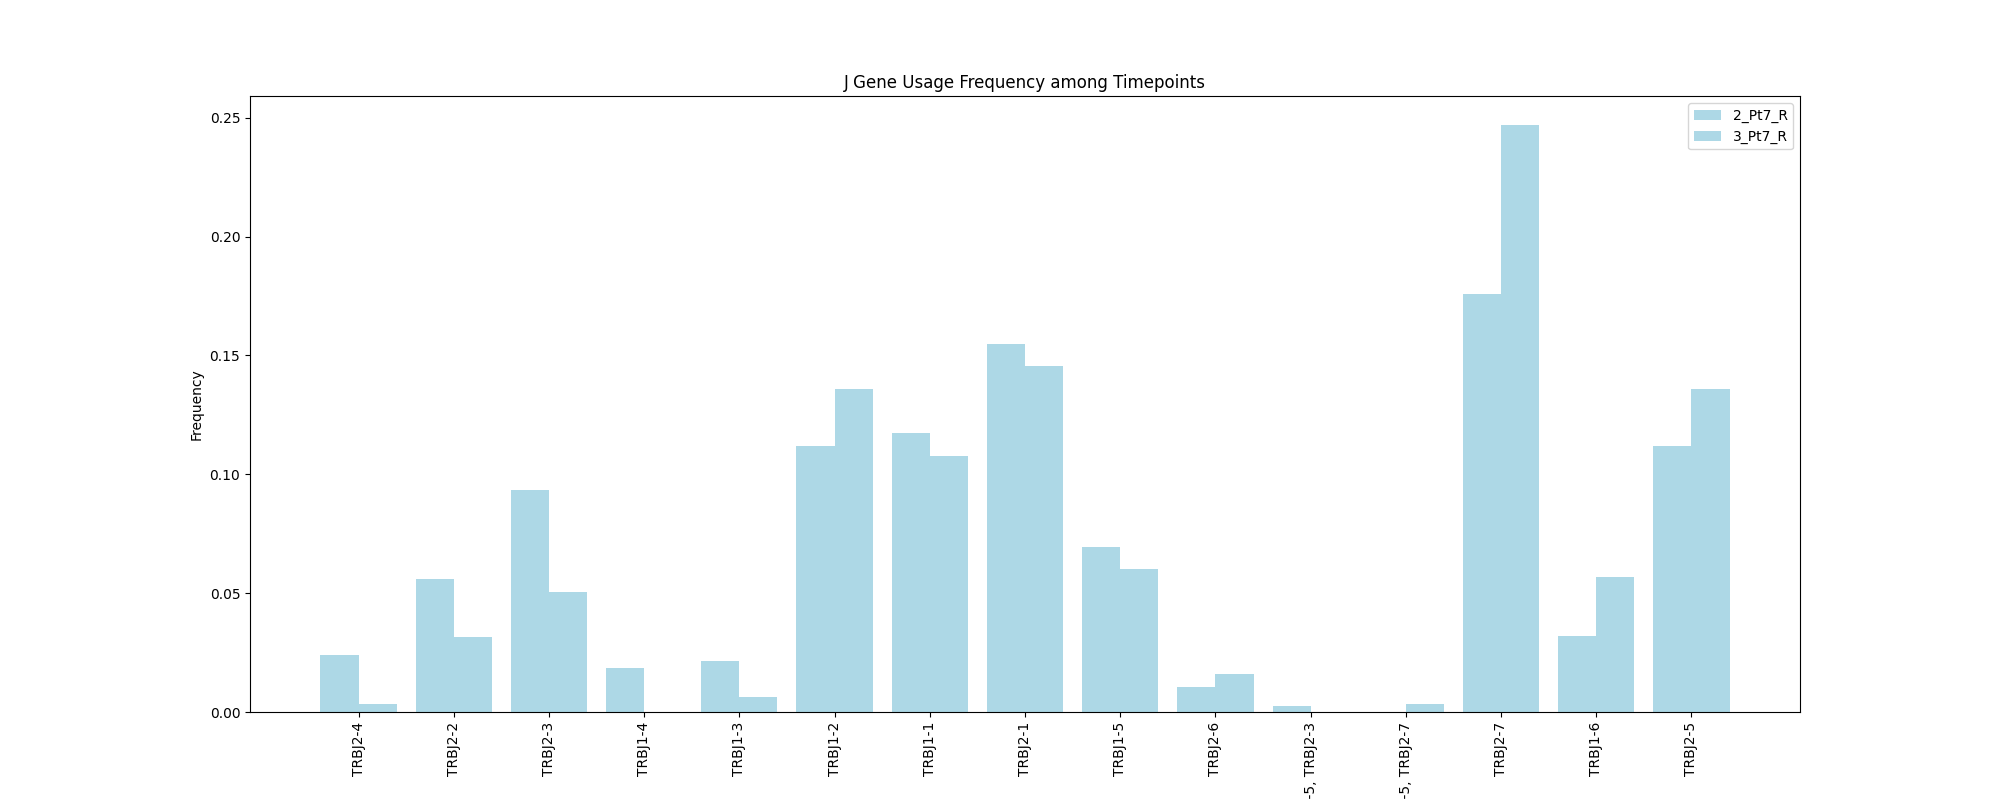 J Gene Usage Frequency among Timepoints
2_Pt7_R
3_Pt7_R
Frequency
0.25
0.20
0.15
0.10
0.05
0.00
TRBJ2-4
TRBJ2-2
TRBJ2-3
TRBJ1-4
TRBJ1-3
TRBJ1-2
TRBJ1-1
TRBJ2-1
TRBJ1-5
TRBJ2-6
-5, TRBJ2-3
-5, TRBJ2-7
TRBJ2-7
TRBJ1-6
TRBJ2-5